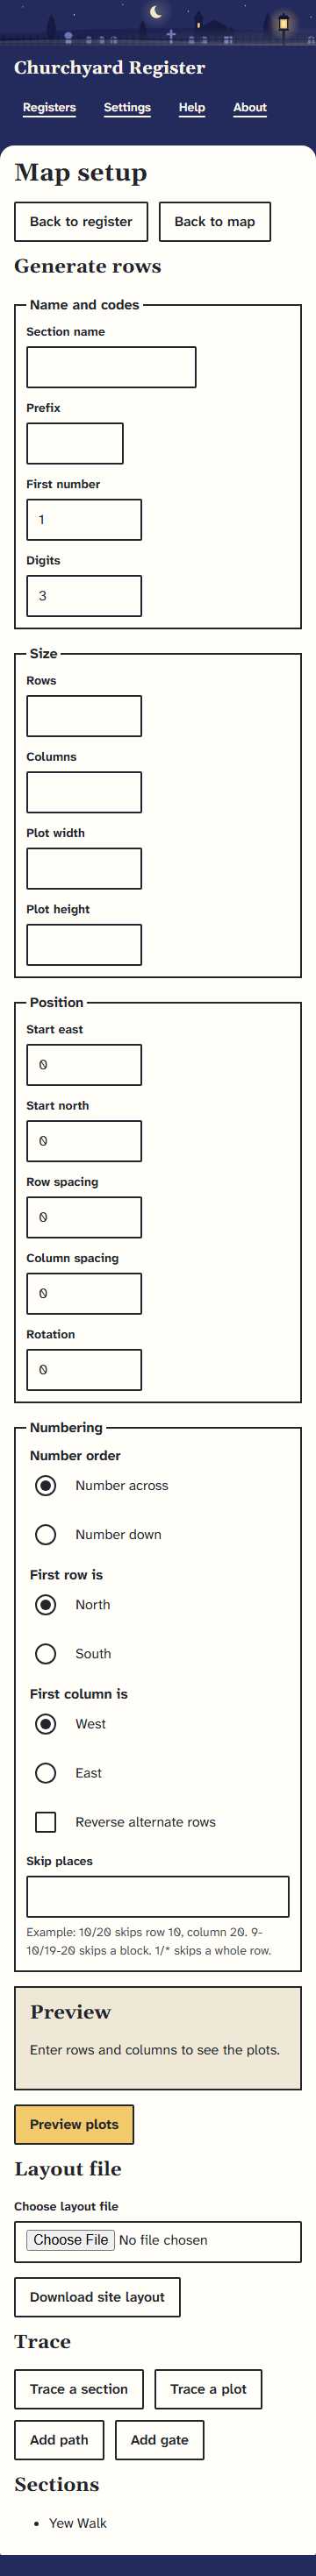 Churchyard Register
Registers Settings Help About
Map setup
Back to register Back to map
Generate rows
Name and codes
Section name
Prefix
First number
1
Digits
3
Size
Rows
Columns
Plot width
Plot height
Position
Start east
0
Start north
0
Row spacing
0
Column spacing
0
Rotation
0
Numbering
Number order
Number across
Number down
First row is
North
South
First column is
West
East
Reverse alternate rows
Skip places
Example: 10/20 skips row 10, column 20. 9-
10/19-20 skips a block. 1/* skips a whole row.
Preview
Enter rows and columns to see the plots.
Preview plots
Layout file
Choose layout file
Choose File No file chosen
Download site layout
Trace
Trace a section Trace a plot
Add path Add gate
Sections
• Yew Walk